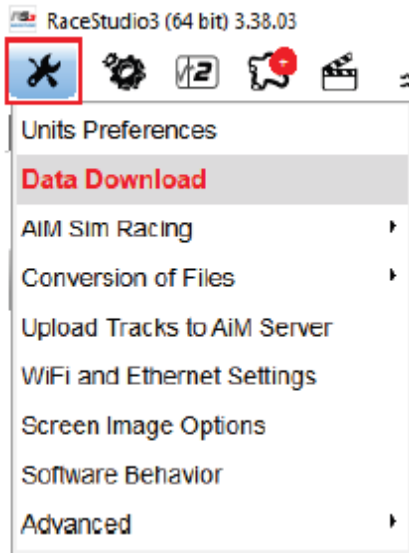 RaceStudio3 (64 bit) 3.38.03
Units Preferences
Data Download
AiM Sim Racing
Conversion of Files
Upload Tracks to AiM Server
WiFi and Ethernet Settings
Screen Image Options
Software Behavior
Advanced